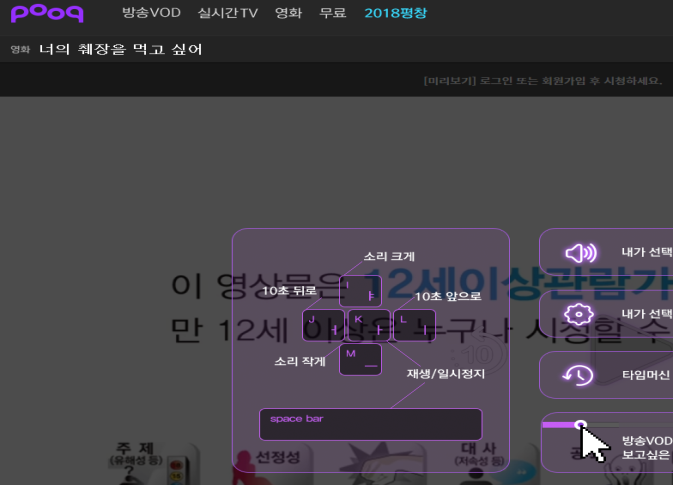 pooq 방송VOD 실시간TV 영화 무료 2018평창
영화 너의 췌장을 먹고 싶어
[미리보기] 로그인 또는 회원가입 후 시청하세요.
소리 크게
내가 선택
이 영상물은 12세이상관람가
10초 뒤로
I ㅑ
10초 앞으로
내가 선택
J ㅓ K ㅏ L ㅣ
만 12세 이상은 누구나 시청할 수
10
소리 작게
M ㅡ
재생/일시정지
타임머신
space bar
방송VOD
보고싶은
주 제
(유해성 등)
선정성
대 사
(저속성 등)
공